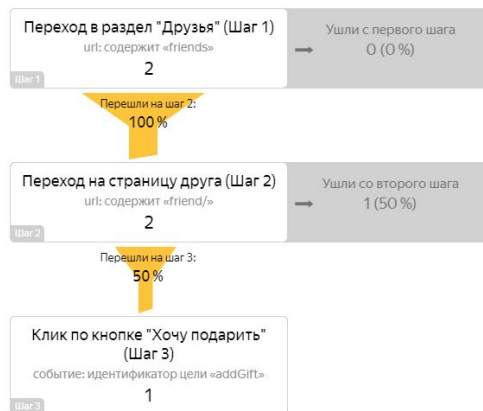 Переход в раздел "Друзья" (Шаг 1)
url: содержит «friends»
2
Шаг 1
Ушли с первого шага
0 (0 %)
Перешли на шаг 2:
100 %
Переход на страницу друга (Шаг 2)
url: содержит «friend/»
2
Шаг 2
Ушли со второго шага
1 (50 %)
Перешли на шаг 3:
50 %
Клик по кнопке "Хочу подарить"
(Шаг 3)
событие: идентификатор цели «addGift»
1
Шаг 3